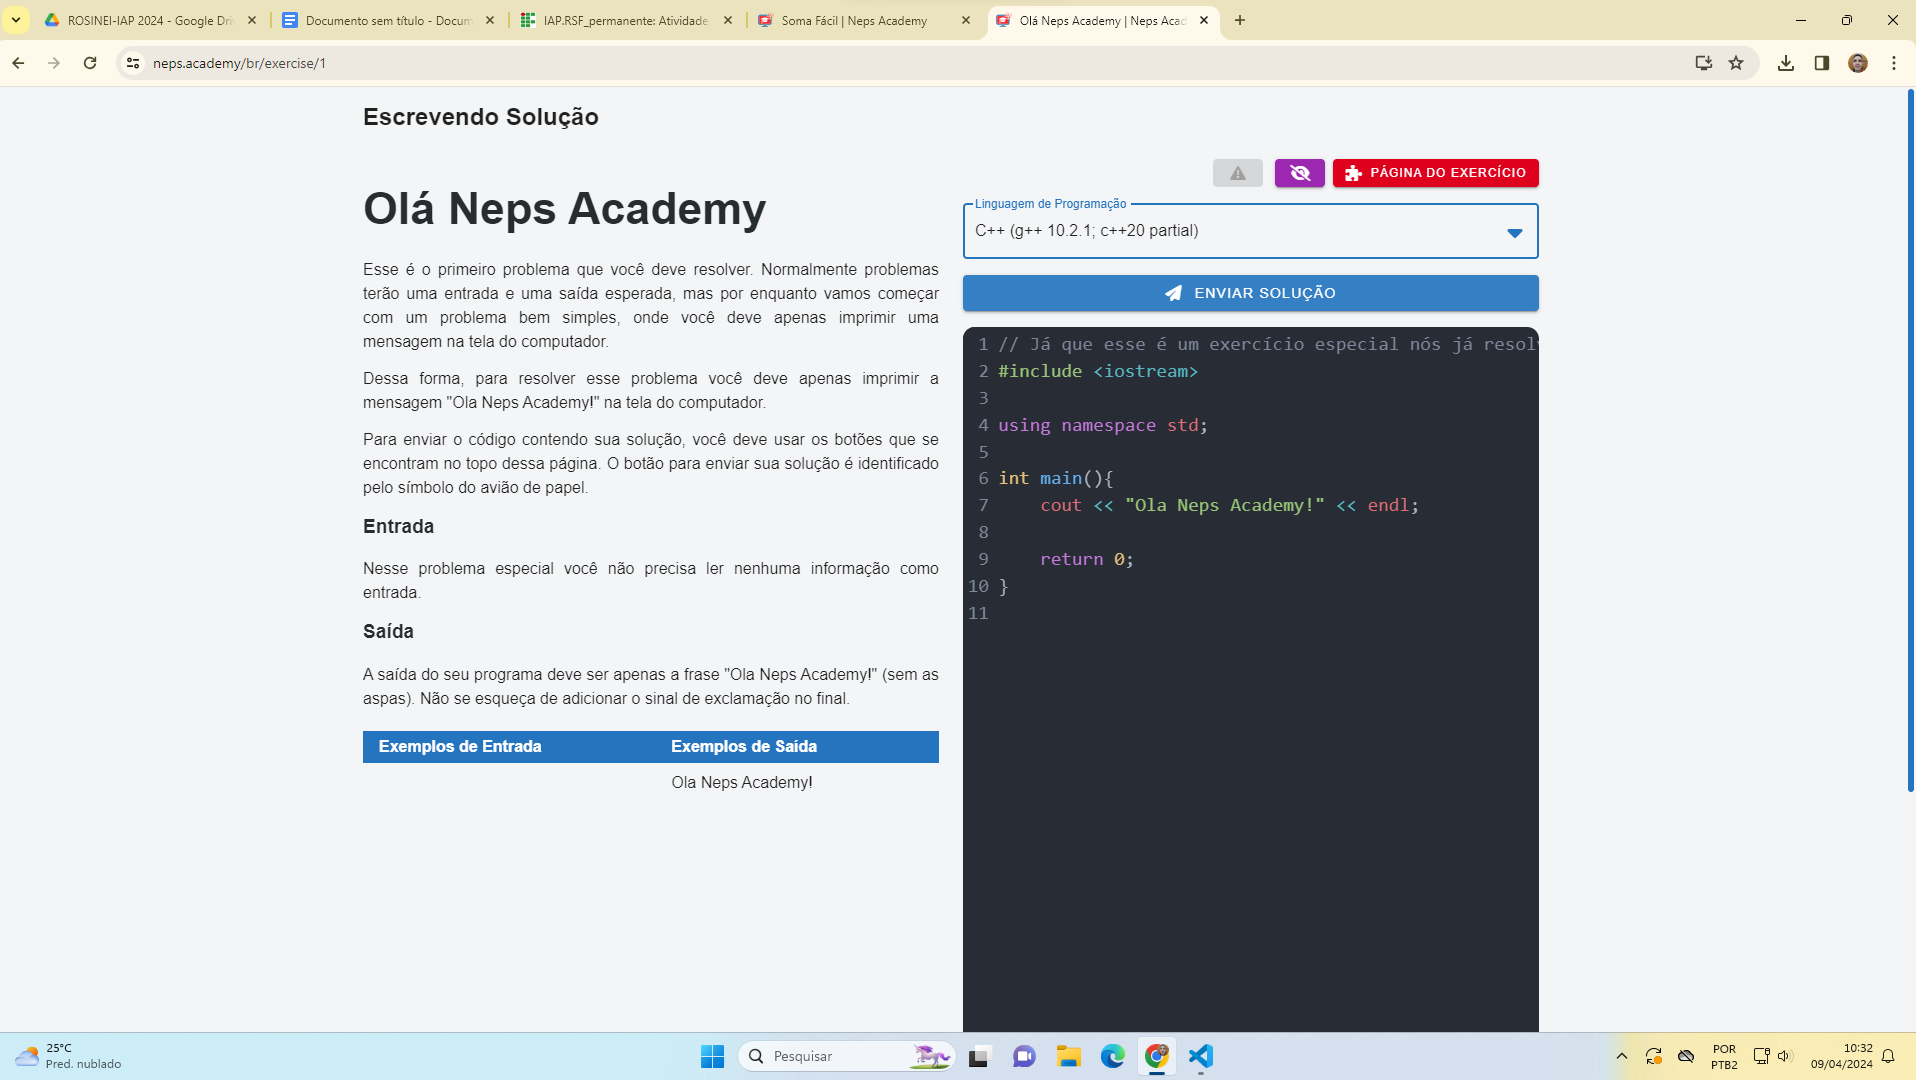 ROSINEI-IAP 2024 - Google Dri
Documento sem título - Docum
IAP.RSF_permanente: Atividade
Soma Fácil | Neps Academy
Olá Neps Academy | Neps Acad
neps.academy/br/exercise/1
Escrevendo Solução
PÁGINA DO EXERCÍCIO
Olá Neps Academy
Esse é o primeiro problema que você deve resolver. Normalmente problemas
terão uma entrada e uma saída esperada, mas por enquanto vamos começar
com um problema bem simples, onde você deve apenas imprimir uma
mensagem na tela do computador.
Dessa forma, para resolver esse problema você deve apenas imprimir a
mensagem "Ola Neps Academy!" na tela do computador.
Para enviar o código contendo sua solução, você deve usar os botões que se
encontram no topo dessa página. O botão para enviar sua solução é identificado
pelo símbolo do avião de papel.
Entrada
Nesse problema especial você não precisa ler nenhuma informação como
entrada.
Saída
A saída do seu programa deve ser apenas a frase "Ola Neps Academy!" (sem as
aspas). Não se esqueça de adicionar o sinal de exclamação no final.
Exemplos de Entrada Exemplos de Saída
Ola Neps Academy!
Linguagem de Programação
C++ (g++ 10.2.1; c++20 partial)
ENVIAR SOLUÇÃO
1 // Já que esse é um exercício especial nós já resolv
2 #include <iostream>
3
4 using namespace std;
5
6 int main(){
7     cout << "Ola Neps Academy!" << endl;
8
9     return 0;
10 }
11
25°C
Pred. nublado
Pesquisar
POR
PTB2
10:32
09/04/2024